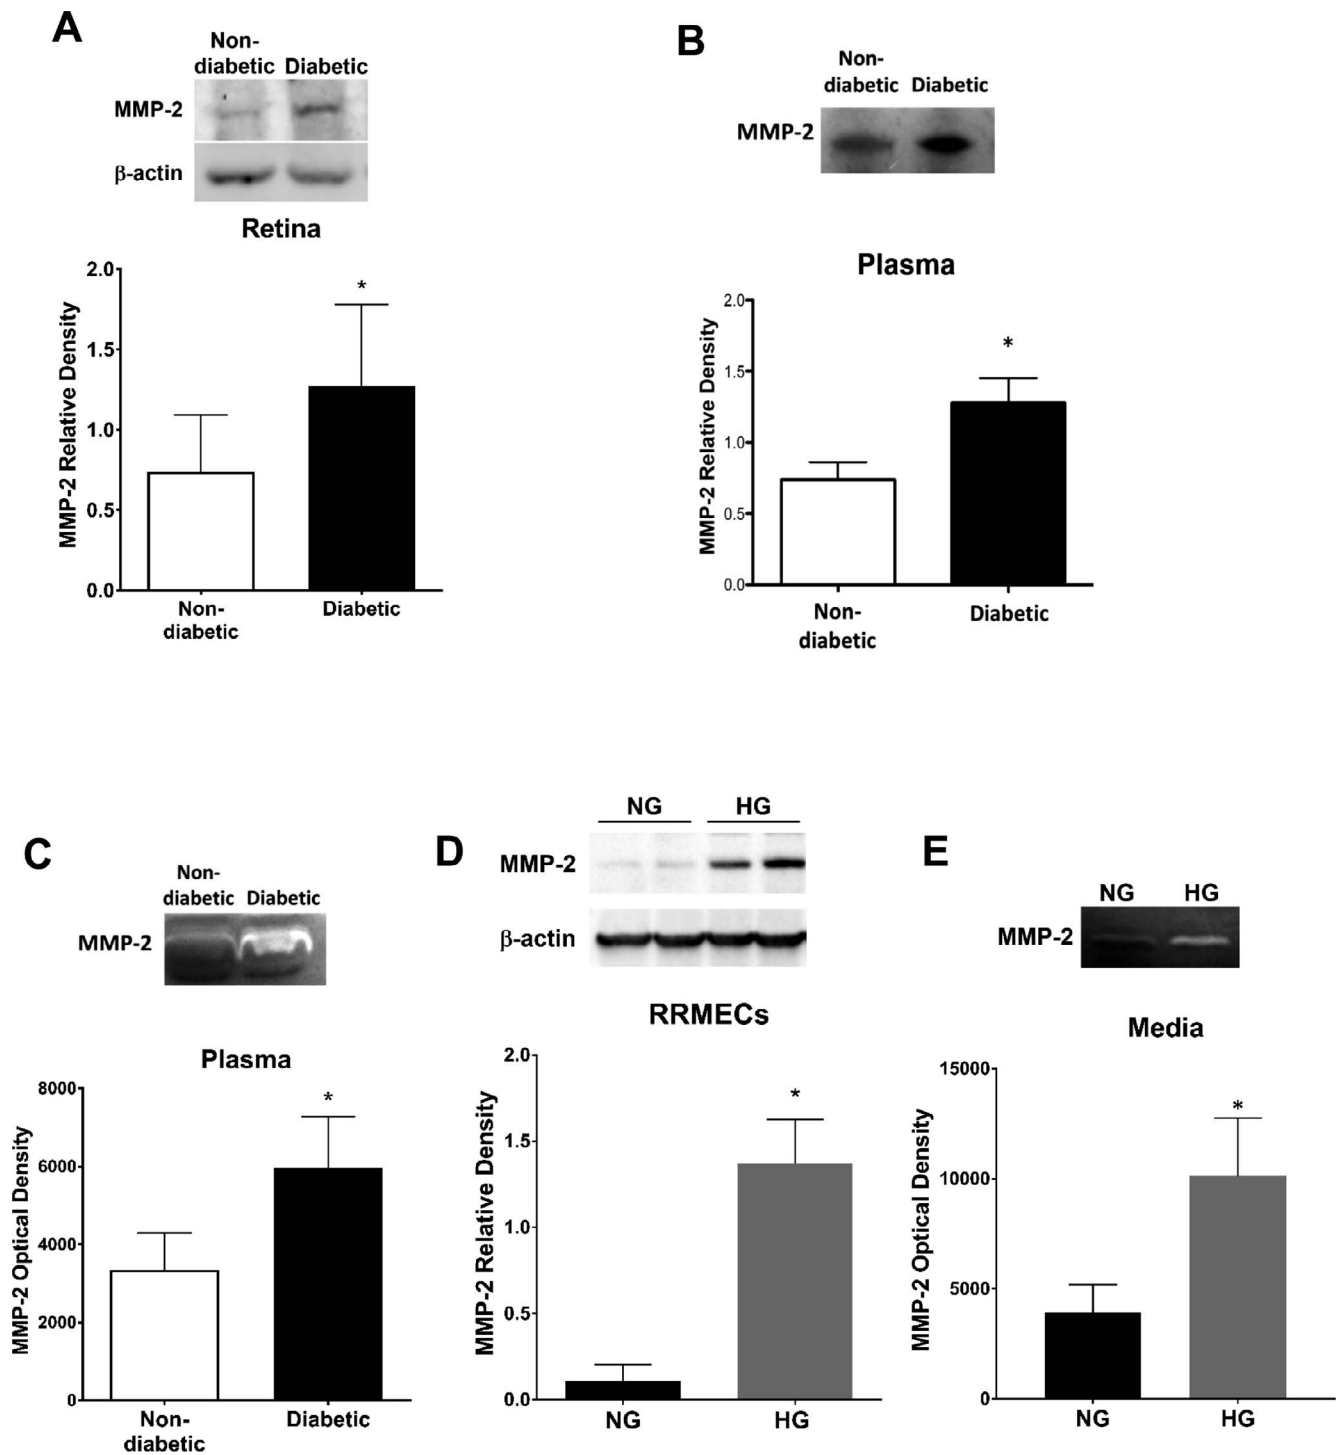 A
Non-
diabetic Diabetic
MMP-2
β-actin
Retina
MMP-2 Relative Density
2.0
1.5
1.0
0.5
0.0
Non-
diabetic
Diabetic
*
B
Non-
diabetic Diabetic
MMP-2
Plasma
MMP-2 Relative Density
2.0
1.5
1.0
0.5
0.0
Non-
diabetic
Diabetic
*
C
Non-
diabetic Diabetic
MMP-2
Plasma
MMP-2 Optical Density
8000
6000
4000
2000
0
Non-
diabetic
Diabetic
*
D
NG HG
MMP-2
β-actin
RRMECs
MMP-2 Relative Density
2.0
1.5
1.0
0.5
0.0
NG HG
*
E
NG HG
MMP-2
Media
MMP-2 Optical Density
15000
10000
5000
0
NG HG
*